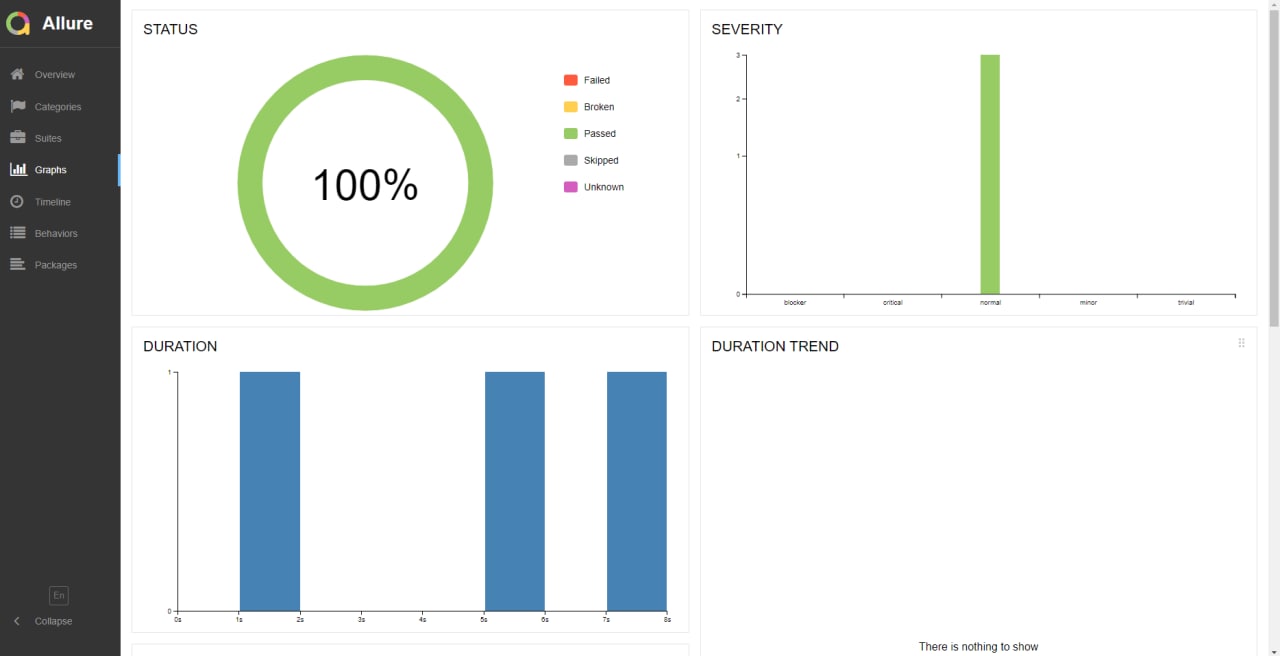 Allure
Overview
Categories
Suites
Graphs
Timeline
Behaviors
Packages
En
Collapse
STATUS
100%
Failed
Broken
Passed
Skipped
Unknown
SEVERITY
3
2
1
0
blocker critical normal minor trivial
DURATION
1
0
0s 1s 2s 3s 4s 5s 6s 7s 8s
DURATION TREND
There is nothing to show